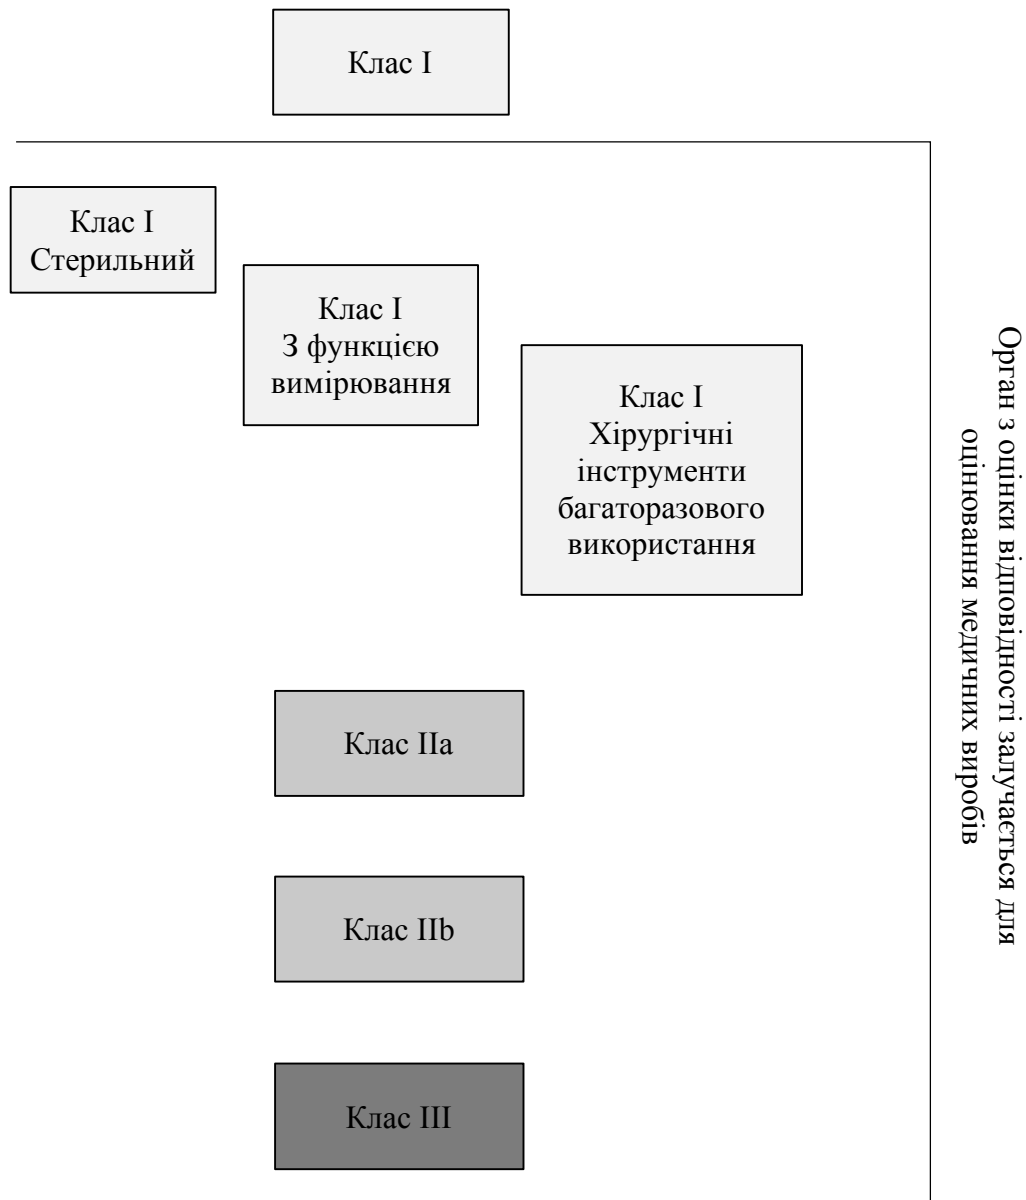 Клас I
Клас I
Стерильний
Клас I
З функцією
вимірювання
Клас I
Хірургічні
інструменти
багаторазового
використання
Клас IIa
Клас IIb
Клас III
Орган з оцінки відповідності залучається для
оцінювання медичних виробів